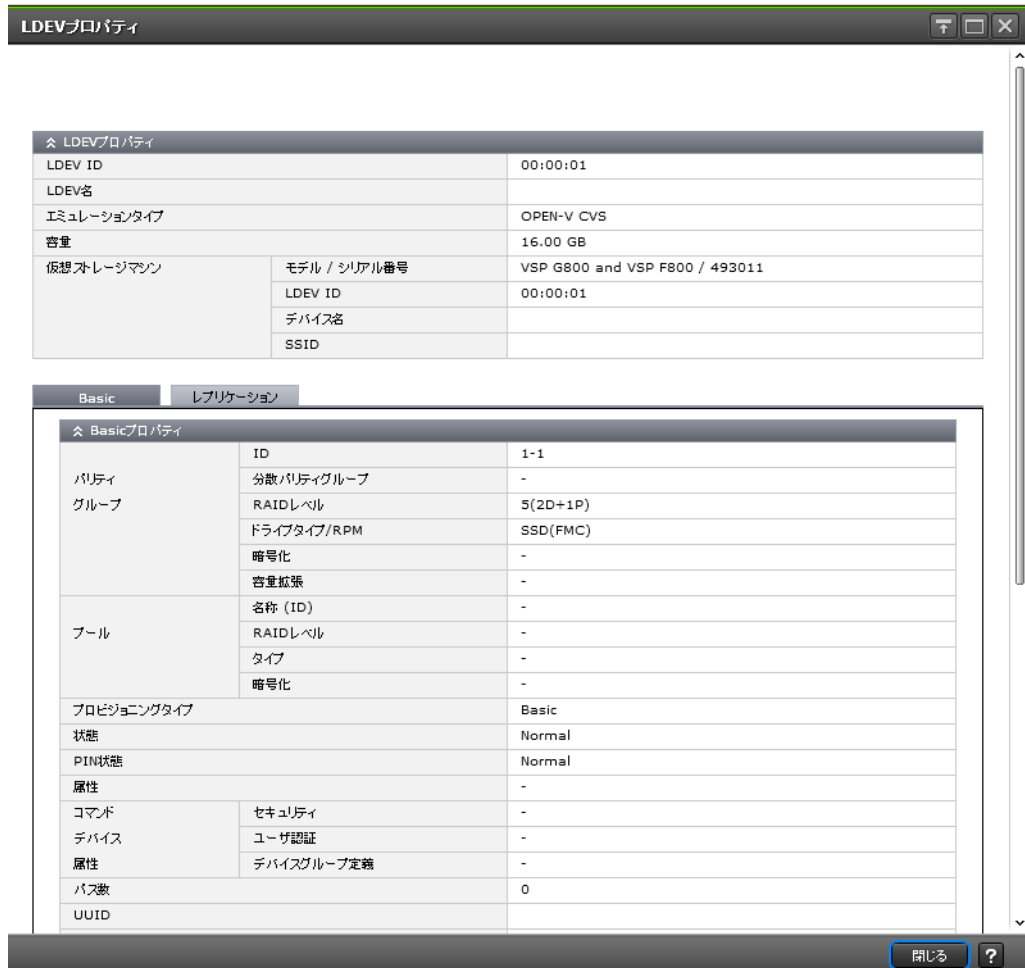 LDEVプロパティ
LDEVプロパティ
LDEV ID 00:00:01
LDEV名
エミュレーションタイプ OPEN-V CVS
容量 16.00 GB
仮想ストレージマシン モデル / シリアル番号 VSP G800 and VSP F800 / 493011
LDEV ID 00:00:01
デバイス名
SSID
Basic レプリケーション
Basicプロパティ
ID 1-1
パリティ 分散パリティグループ -
グループ RAIDレベル 5(2D+1P)
ドライブタイプ/RPM SSD(FMC)
暗号化 -
容量拡張 -
名称 (ID) -
プール RAIDレベル -
タイプ -
暗号化 -
プロビジョニングタイプ Basic
状態 Normal
PIN状態 Normal
属性 -
コマンド セキュリティ -
デバイス ユーザ認証 -
属性 デバイスグループ定義 -
パス数 0
UUID
閉じる ?